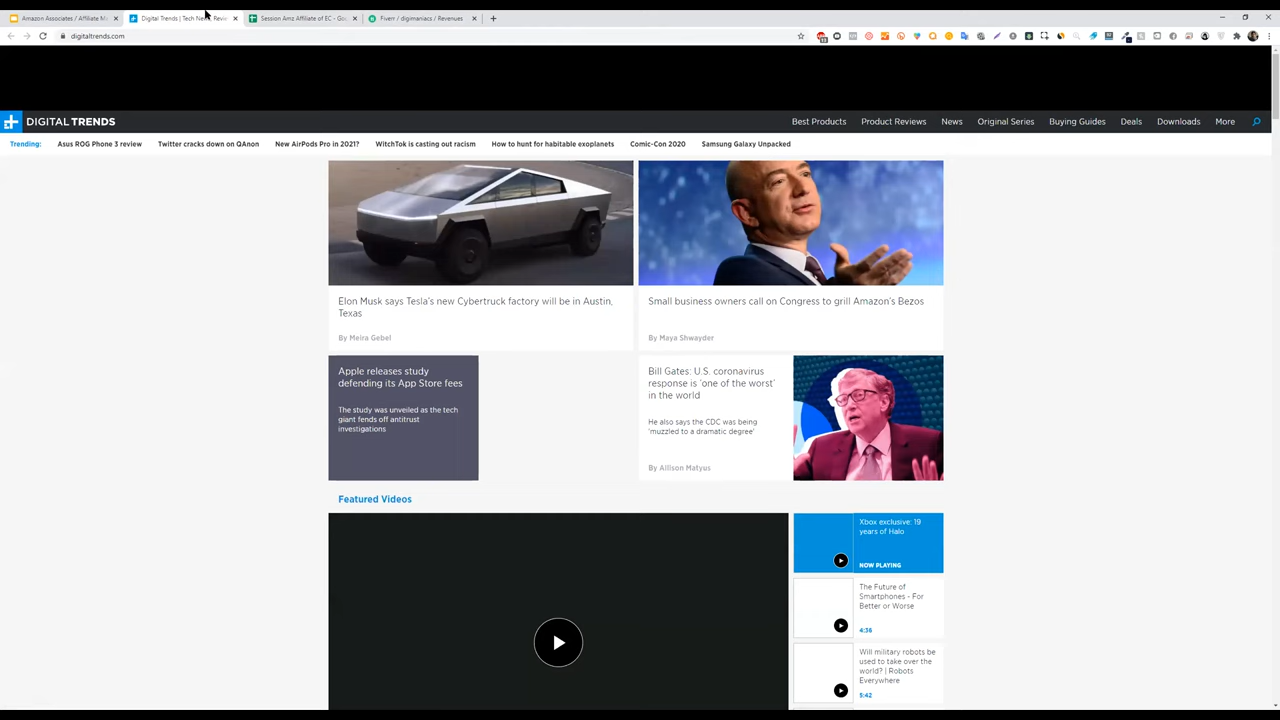 Amazon Associates / Affiliate M
Digital Trends | Tech News, Revie
Session Amz Affiliate of EC - Go
Fiverr / digimaniacs / Revenues
digitaltrends.com
DIGITAL TRENDS
Best Products
Product Reviews
News
Original Series
Buying Guides
Deals
Downloads
More
Trending:
Asus ROG Phone 3 review
Twitter cracks down on QAnon
New AirPods Pro in 2021?
WitchTok is casting out racism
How to hunt for habitable exoplanets
Comic-Con 2020
Samsung Galaxy Unpacked
Elon Musk says Tesla's new Cybertruck factory will be in Austin,
Texas
By Meira Gebel
Small business owners call on Congress to grill Amazon's Bezos
By Maya Shwayder
Apple releases study
defending its App Store fees
The study was unveiled as the tech
giant fends off antitrust
investigations
Bill Gates: U.S. coronavirus
response is 'one of the worst'
in the world
He also says the CDC was being
'muzzled to a dramatic degree'
By Allison Matyus
Featured Videos
Xbox exclusive: 19
years of Halo
NOW PLAYING
The Future of
Smartphones - For
Better or Worse
4:36
Will military robots be
used to take over the
world? | Robots
Everywhere
5:42